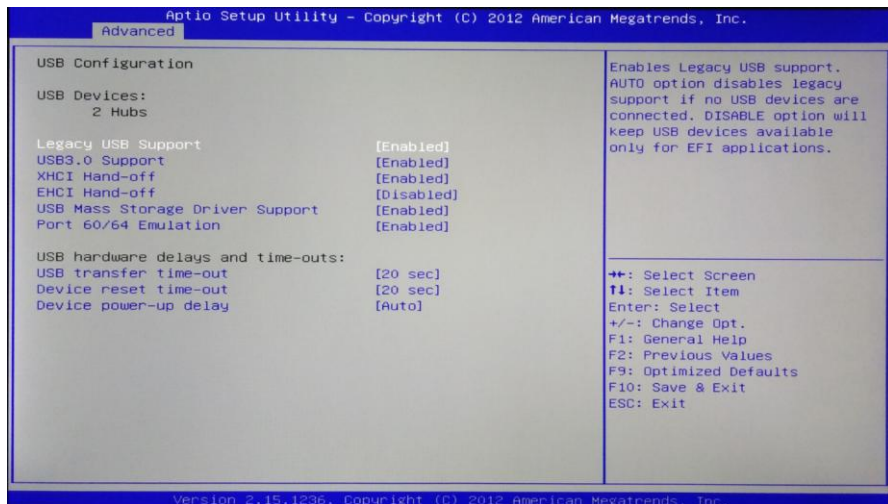 Aptio Setup Utility – Copyright (C) 2012 American Megatrends, Inc.
Advanced
USB Configuration
USB Devices:
2 Hubs
Legacy USB Support [Enabled]
USB3.0 Support [Enabled]
XHCI Hand-off [Enabled]
EHCI Hand-off [Disabled]
USB Mass Storage Driver Support [Enabled]
Port 60/64 Emulation [Enabled]
USB hardware delays and time-outs:
USB transfer time-out [20 sec]
Device reset time-out [20 sec]
Device power-up delay [Auto]
Enables Legacy USB support.
AUTO option disables legacy
support if no USB devices are
connected. DISABLE option will
keep USB devices available
only for EFI applications.
→←: Select Screen
↑↓: Select Item
Enter: Select
+/-: Change Opt.
F1: General Help
F2: Previous Values
F9: Optimized Defaults
F10: Save & Exit
ESC: Exit
Version 2.15.1236. Copyright (C) 2012 American Megatrends, Inc.